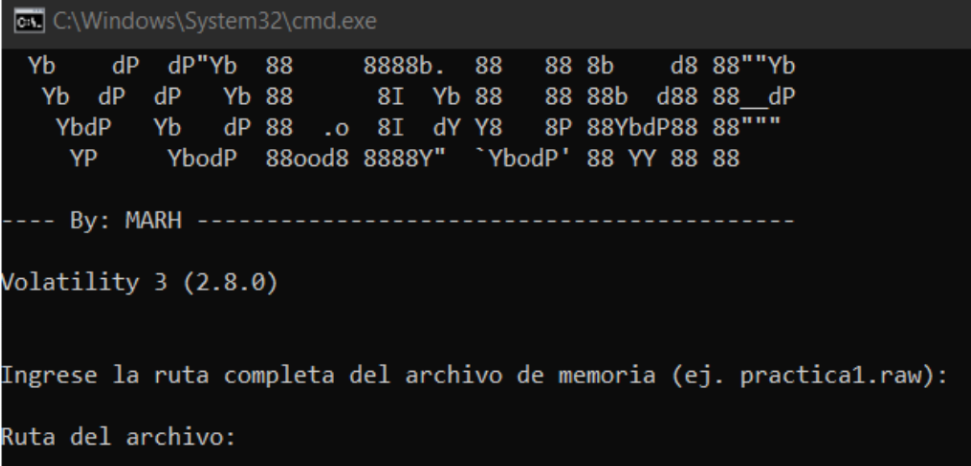 C:\Windows\System32\cmd.exe
Yb      dP  dP"Yb  88      8888b.  88   88 8b    d8 88""Yb
 Yb  dP  dP   Yb 88       8I  Yb 88   88 88b  d88 88__dP
  YbdP   Yb   dP 88  .o   8I  dY Y8   8P 88YbdP88 88"""
   YP     YbodP  88ood8 8888Y"  `YbodP' 88 YY 88 88
---- By: MARH -------------------------------------------
Volatility 3 (2.8.0)
Ingrese la ruta completa del archivo de memoria (ej. practica1.raw):
Ruta del archivo: